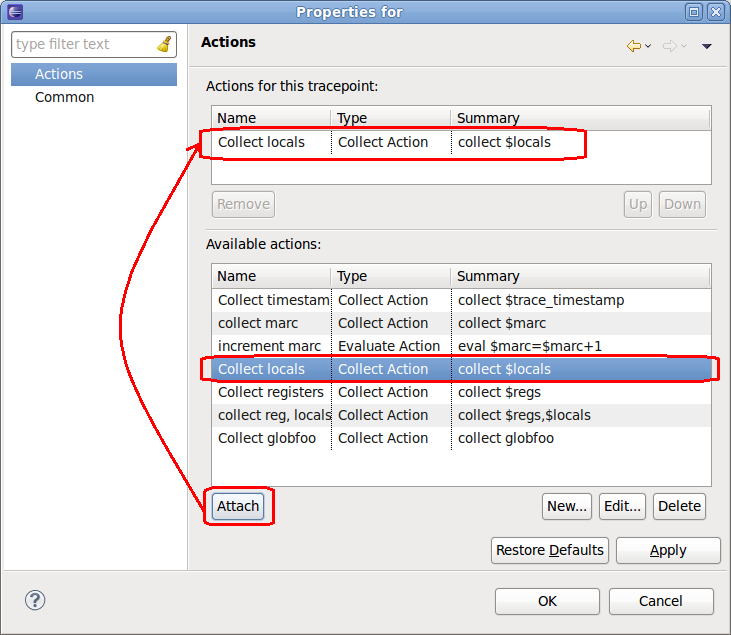 Properties for
type filter text
Actions
Common
Actions
Actions for this tracepoint:
Name Type Summary
Collect locals Collect Action collect $locals
Remove Up Down
Available actions:
Name Type Summary
Collect timestam Collect Action collect $trace_timestamp
collect marc Collect Action collect $marc
increment marc Evaluate Action eval $marc=$marc+1
Collect locals Collect Action collect $locals
Collect registers Collect Action collect $regs
collect reg, locals Collect Action collect $regs,$locals
Collect globfoo Collect Action collect globfoo
Attach New... Edit... Delete
Restore Defaults Apply
? OK Cancel